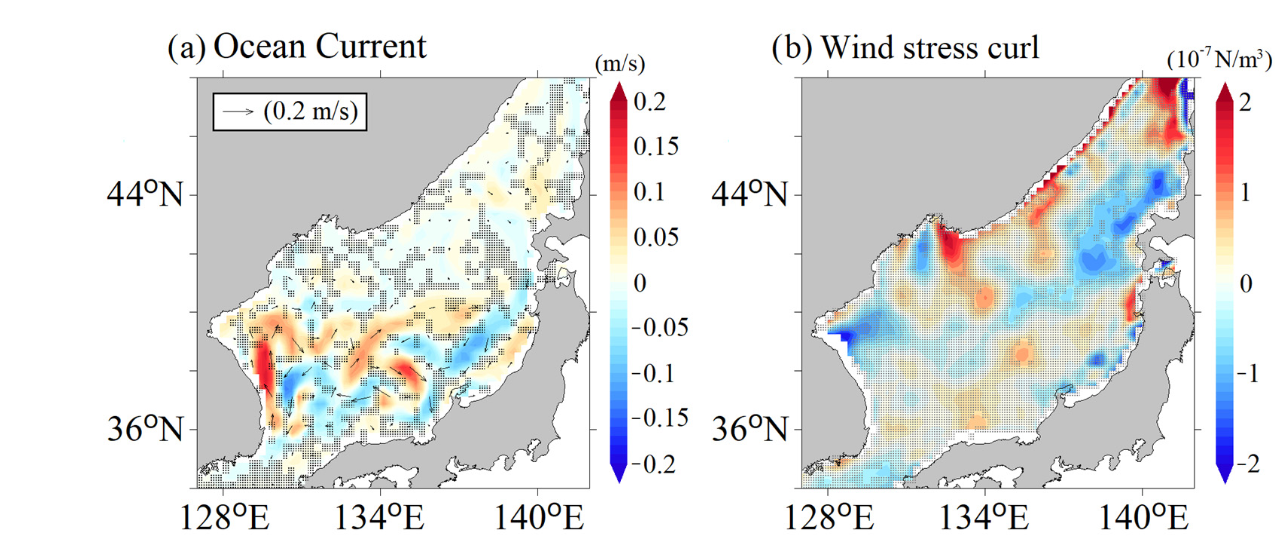 (a) Ocean Current
(m/s)
(0.2 m/s)
0.2
0.15
0.1
0.05
0
-0.05
-0.1
-0.15
-0.2
44°N
36°N
128°E 134°E 140°E
(b) Wind stress curl
(10⁻⁷ N/m³)
2
1
0
-1
-2
44°N
36°N
128°E 134°E 140°E